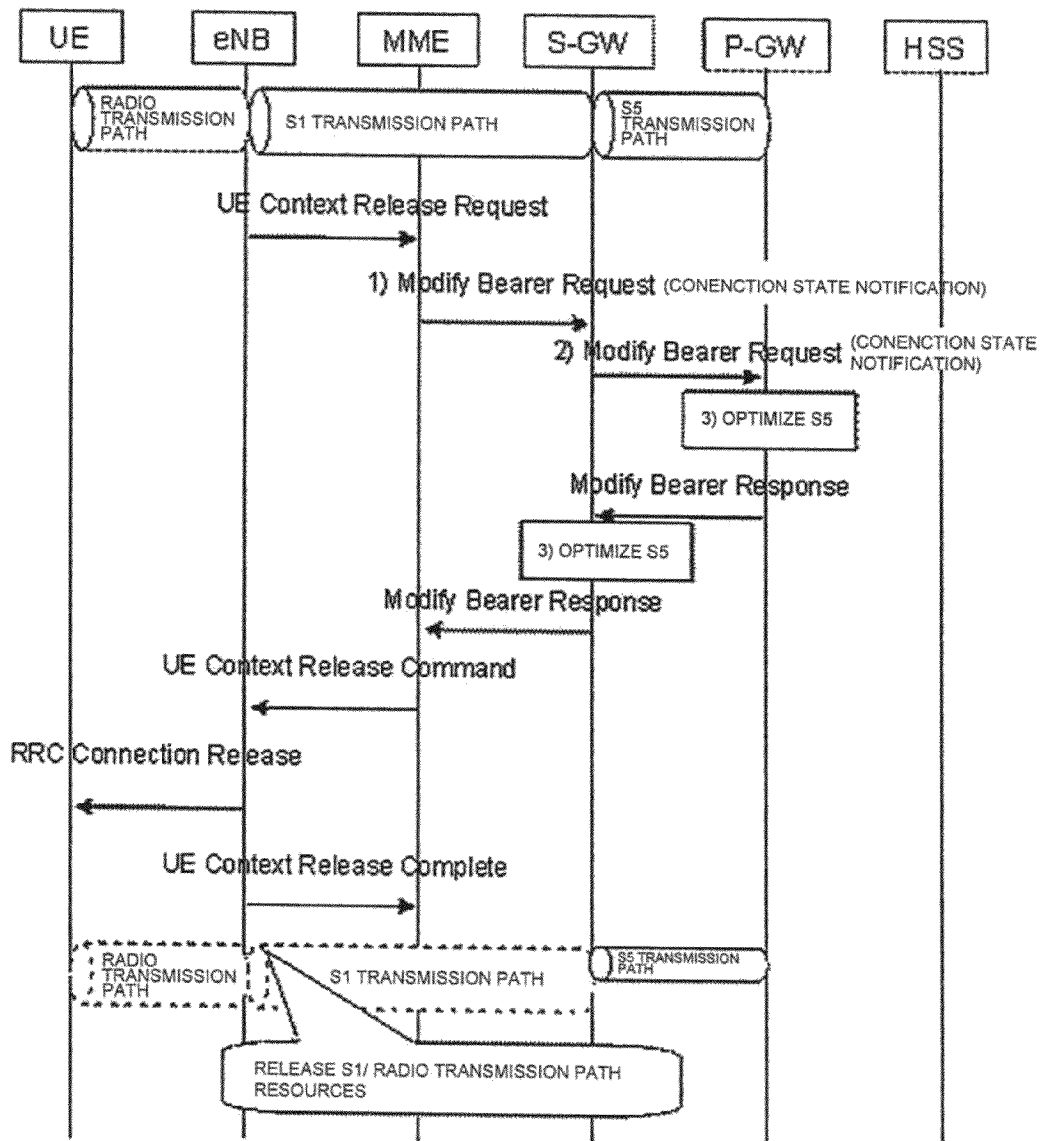 UE
eNB
MME
S-GW
P-GW
HSS
RADIO
TRANSMISSION
PATH
S1 TRANSMISSION PATH
S5
TRANSMISSION
PATH
UE Context Release Request
1) Modify Bearer Request (CONENCTION STATE NOTIFICATION)
2) Modify Bearer Request (CONENCTION STATE
NOTIFICATION)
3) OPTIMIZE S5
Modify Bearer Response
3) OPTIMIZE S5
Modify Bearer Response
UE Context Release Command
RRC Connection Release
UE Context Release Complete
RADIO
TRANSMISSION
PATH
S1 TRANSMISSION PATH
S5 TRANSMISSION
PATH
RELEASE S1/ RADIO TRANSMISSION PATH
RESOURCES